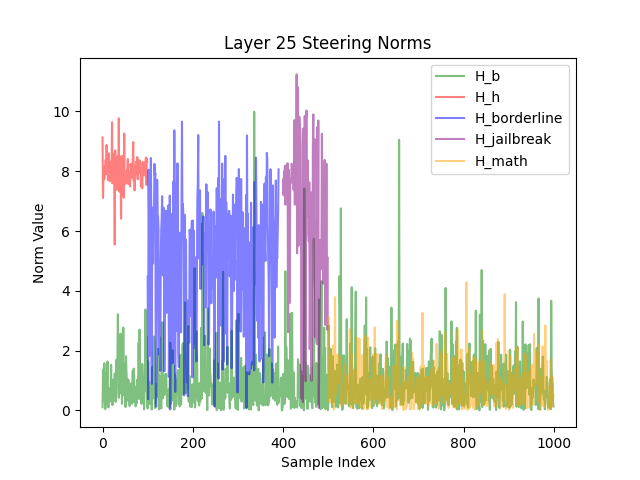 Layer 25 Steering Norms
H_b
H_h
H_borderline
H_jailbreak
H_math
Norm Value
10
8
6
4
2
0
0 200 400 600 800 1000
Sample Index